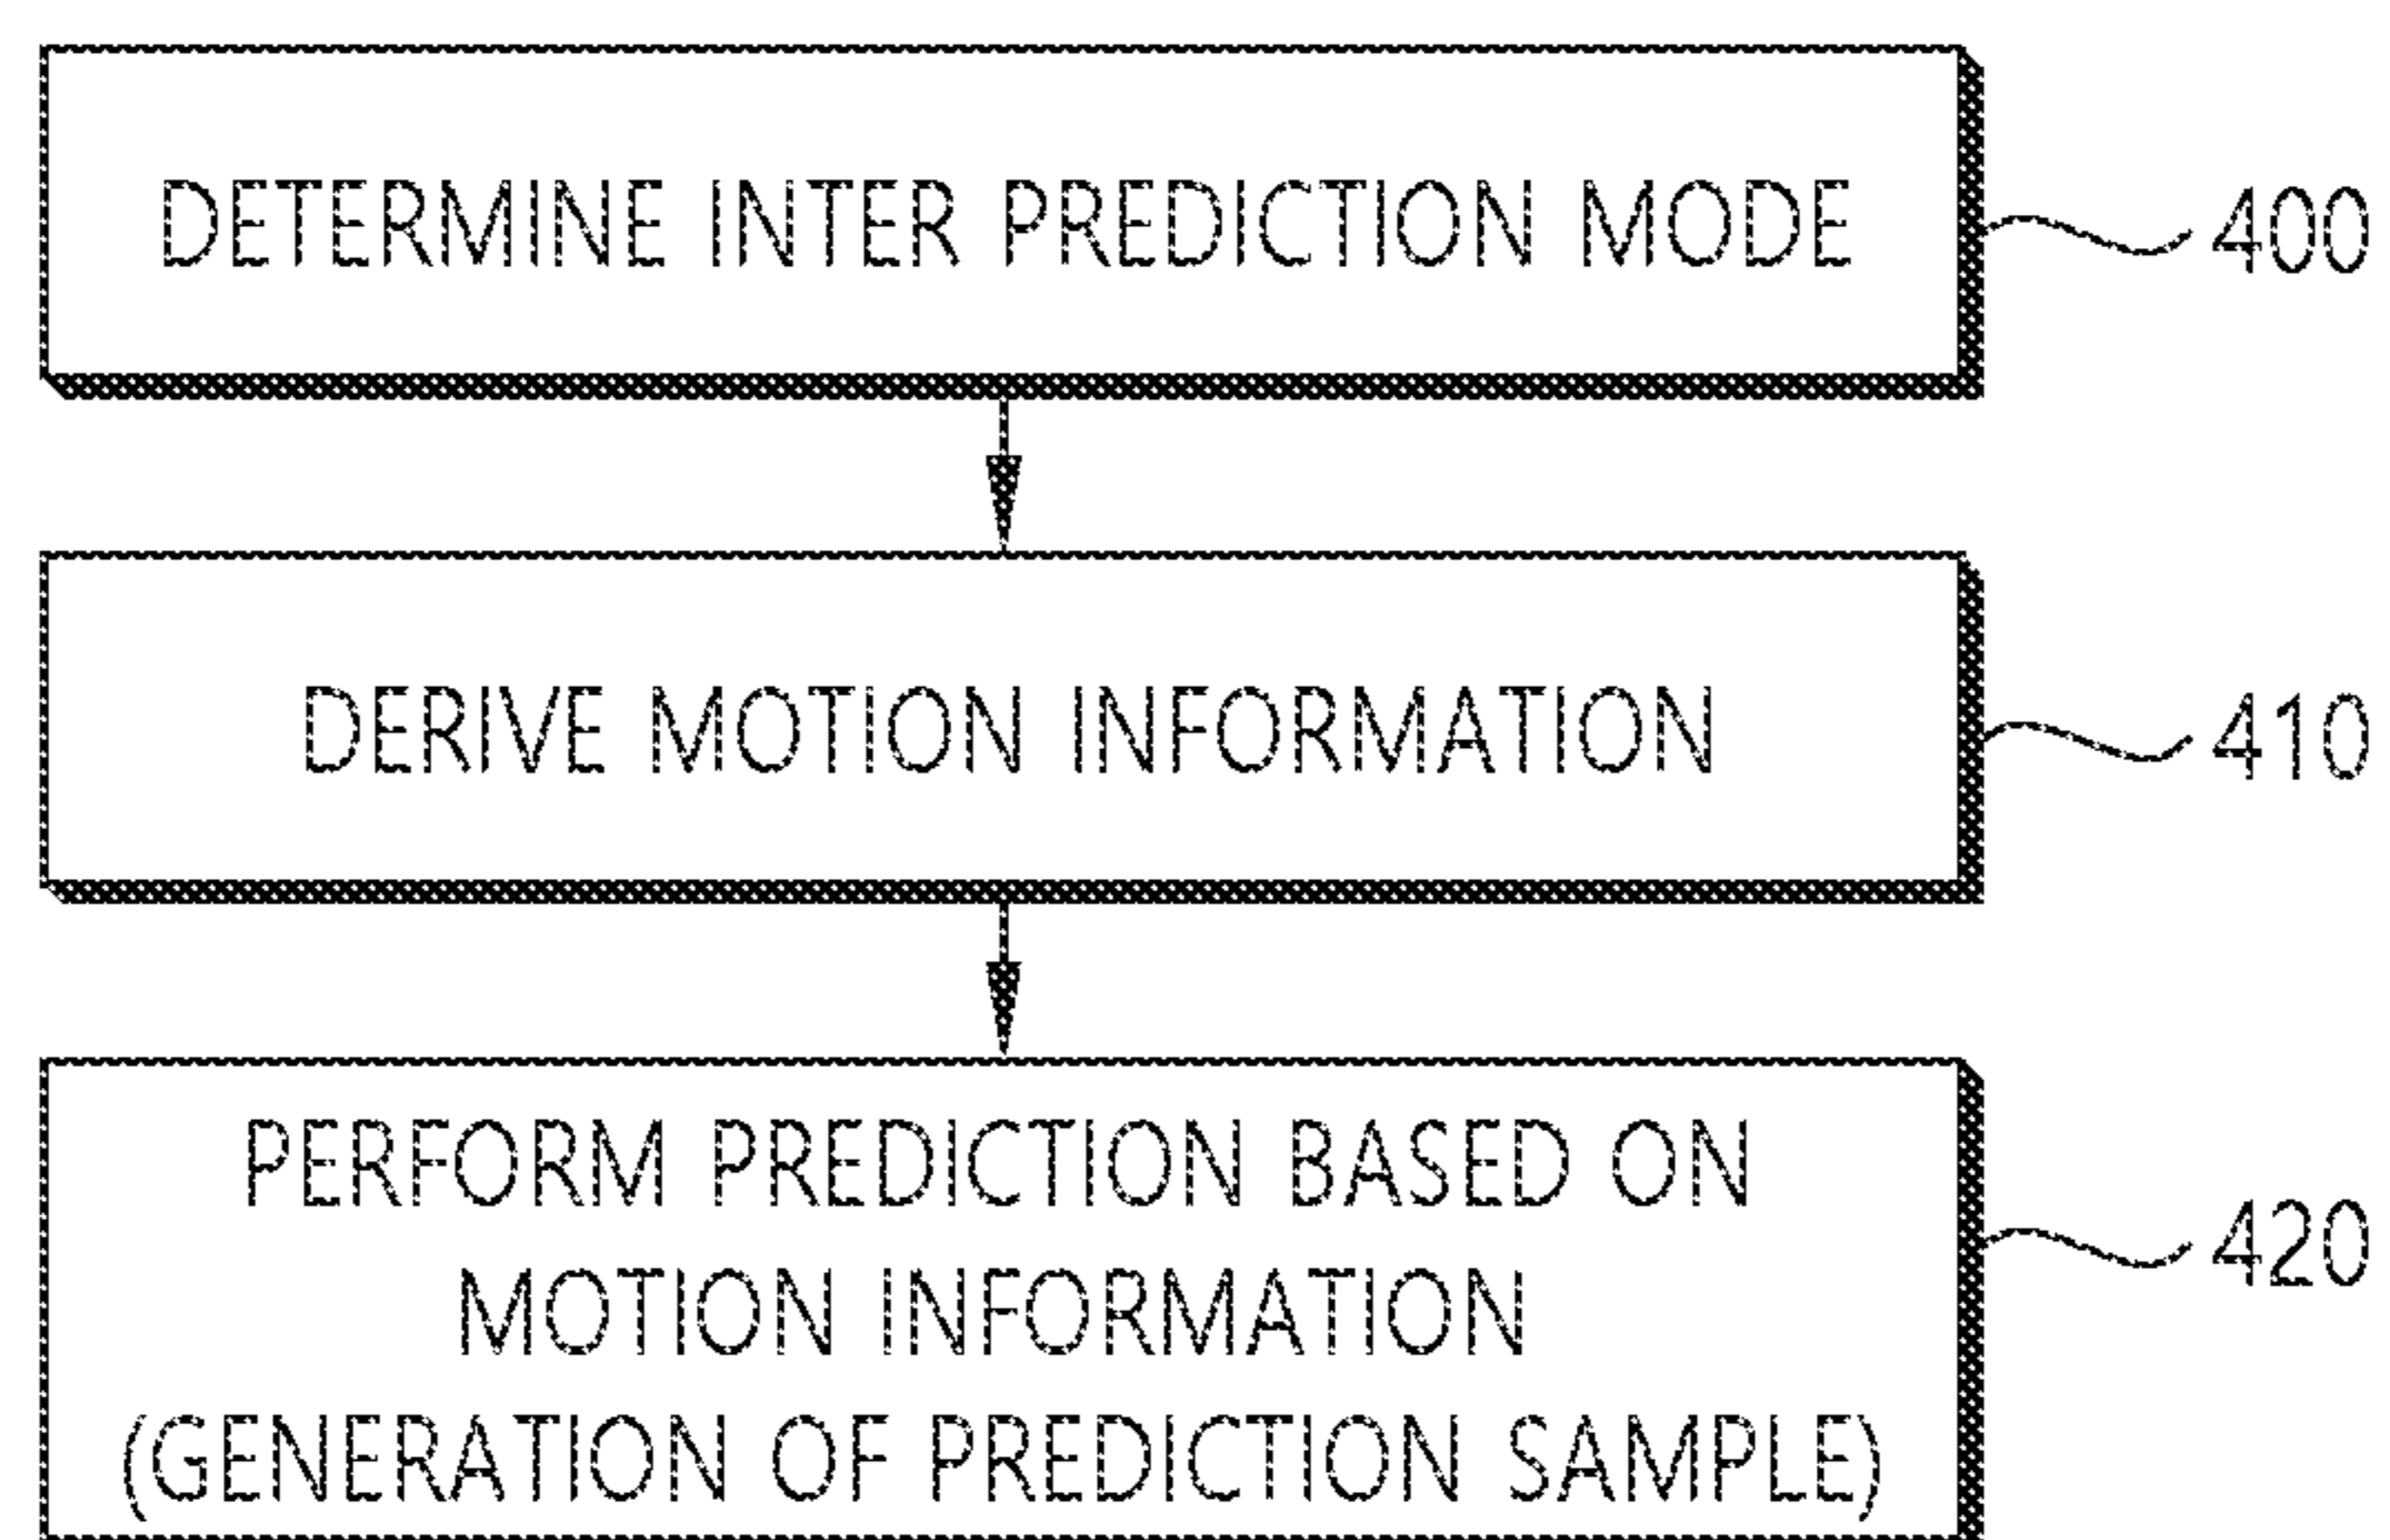 DETERMINE INTER PREDICTION MODE
400
DERIVE MOTION INFORMATION
410
PERFORM PREDICTION BASED ON
MOTION INFORMATION
(GENERATION OF PREDICTION SAMPLE)
420